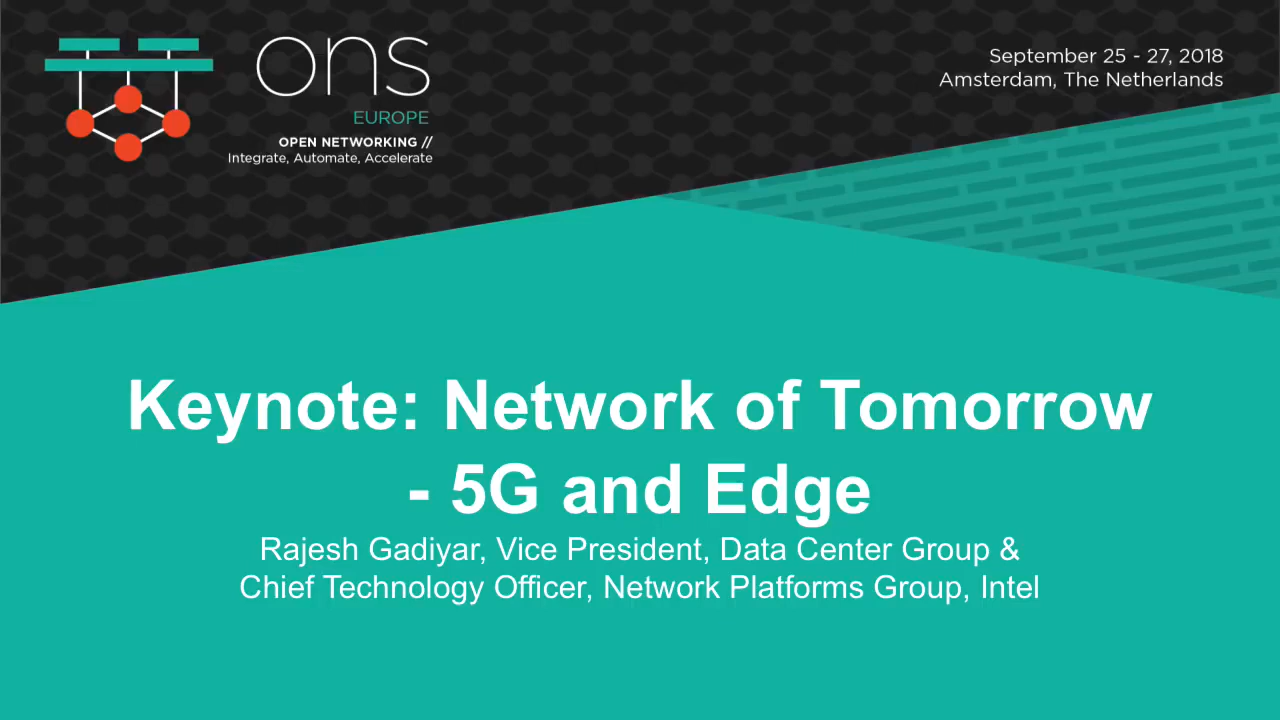 ons
EUROPE
OPEN NETWORKING //
Integrate, Automate, Accelerate
September 25 - 27, 2018
Amsterdam, The Netherlands
Keynote: Network of Tomorrow
- 5G and Edge
Rajesh Gadiyar, Vice President, Data Center Group &
Chief Technology Officer, Network Platforms Group, Intel